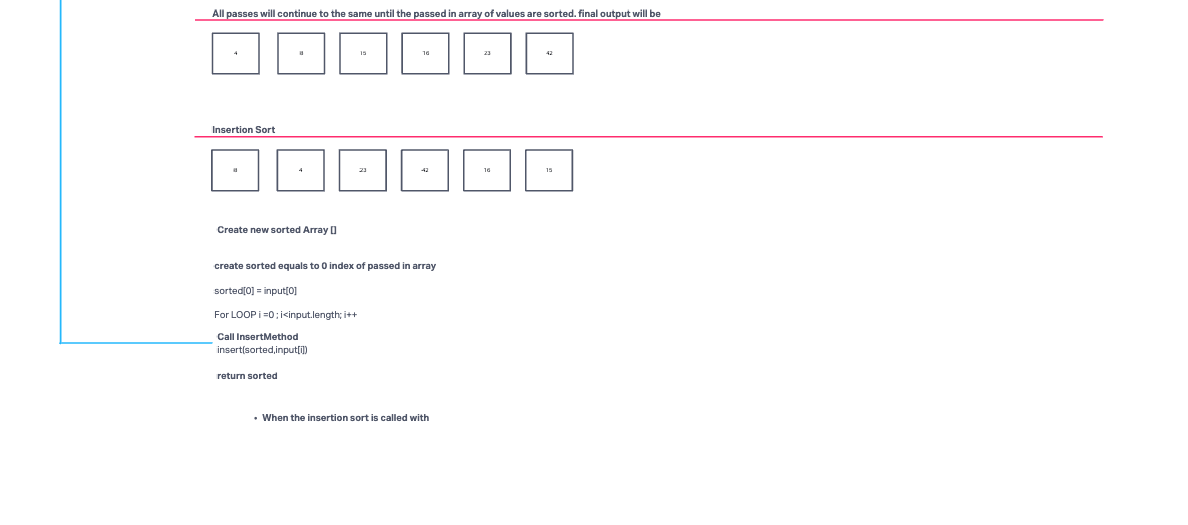 All passes will continue to the same until the passed in array of values are sorted. final output will be
4 8 15 16 23 42
Insertion Sort
8 4 23 42 16 15
Create new sorted Array []
create sorted equals to 0 index of passed in array
sorted[0] = input[0]
For LOOP i =0 ; i<input.length; i++
Call InsertMethod
insert(sorted,input[i])
return sorted
• When the insertion sort is called with